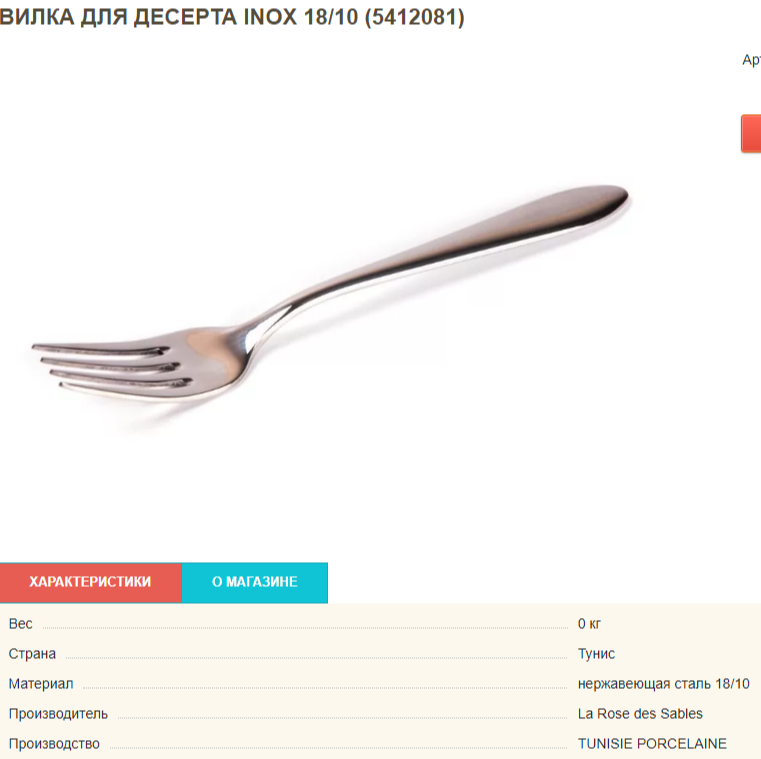 ВИЛКА ДЛЯ ДЕСЕРТА INOX 18/10 (5412081)
Ар
ХАРАКТЕРИСТИКИ О МАГАЗИНЕ
Вес 0 кг
Страна Тунис
Материал нержавеющая сталь 18/10
Производитель La Rose des Sables
Производство TUNISIE PORCELAINE